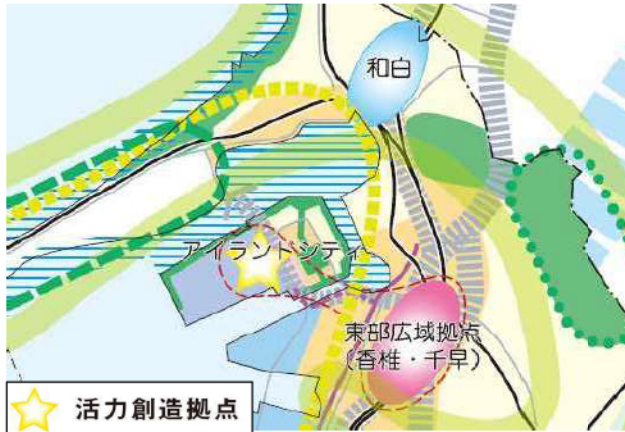 和白
アイランドシティ
東部広域拠点
(香椎・千早)
活力創造拠点